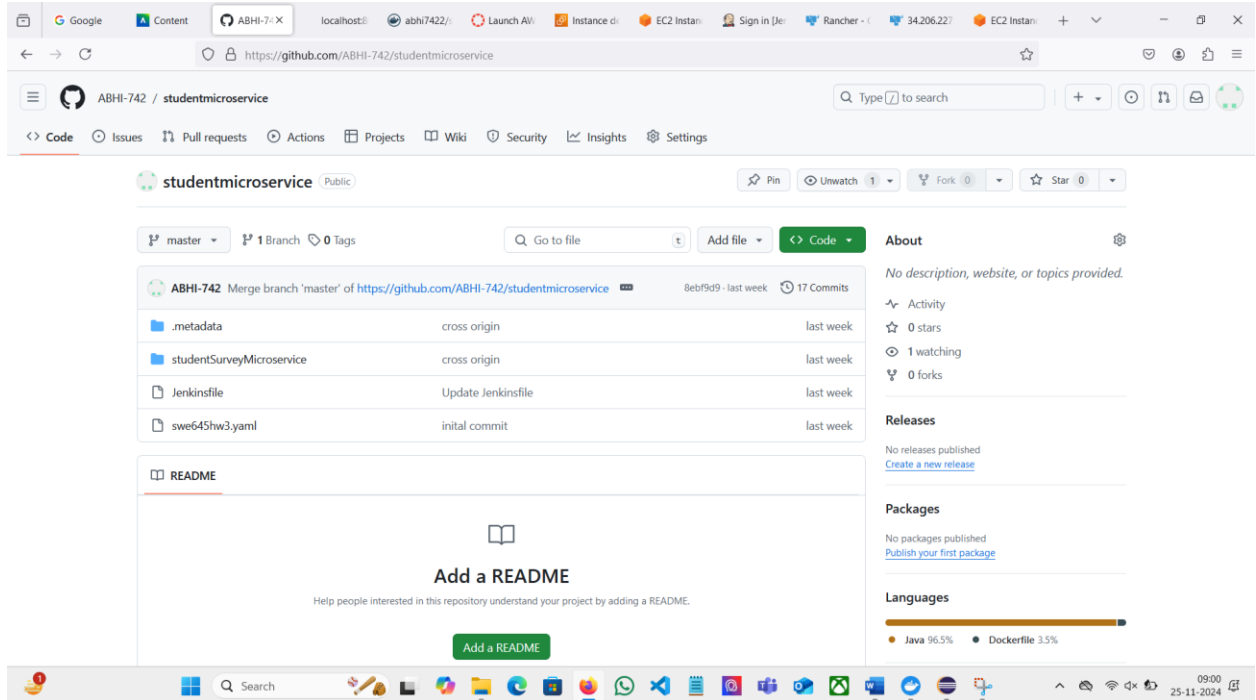 Google Content ABHI-74 localhost:8 abhi7422/s Launch AW Instance de EC2 Instan Sign in [Jen Rancher - ( 34.206.227 EC2 Instan
https://github.com/ABHI-742/studentmicroservice
ABHI-742 / studentmicroservice Type / to search
<> Code Issues Pull requests Actions Projects Wiki Security Insights Settings
studentmicroservice Public Pin Unwatch 1 Fork 0 Star 0
master 1 Branch 0 Tags Go to file t Add file <> Code
ABHI-742 Merge branch 'master' of https://github.com/ABHI-742/studentmicroservice 8ebf9d9 · last week 17 Commits
.metadata cross origin last week
studentSurveyMicroservice cross origin last week
Jenkinsfile Update Jenkinsfile last week
swe645hw3.yaml inital commit last week
README
Add a README
Help people interested in this repository understand your project by adding a README.
Add a README
About
No description, website, or topics provided.
Activity
0 stars
1 watching
0 forks
Releases
No releases published
Create a new release
Packages
No packages published
Publish your first package
Languages
Java 96.5% Dockerfile 3.5%
1 Search 09:00
25-11-2024